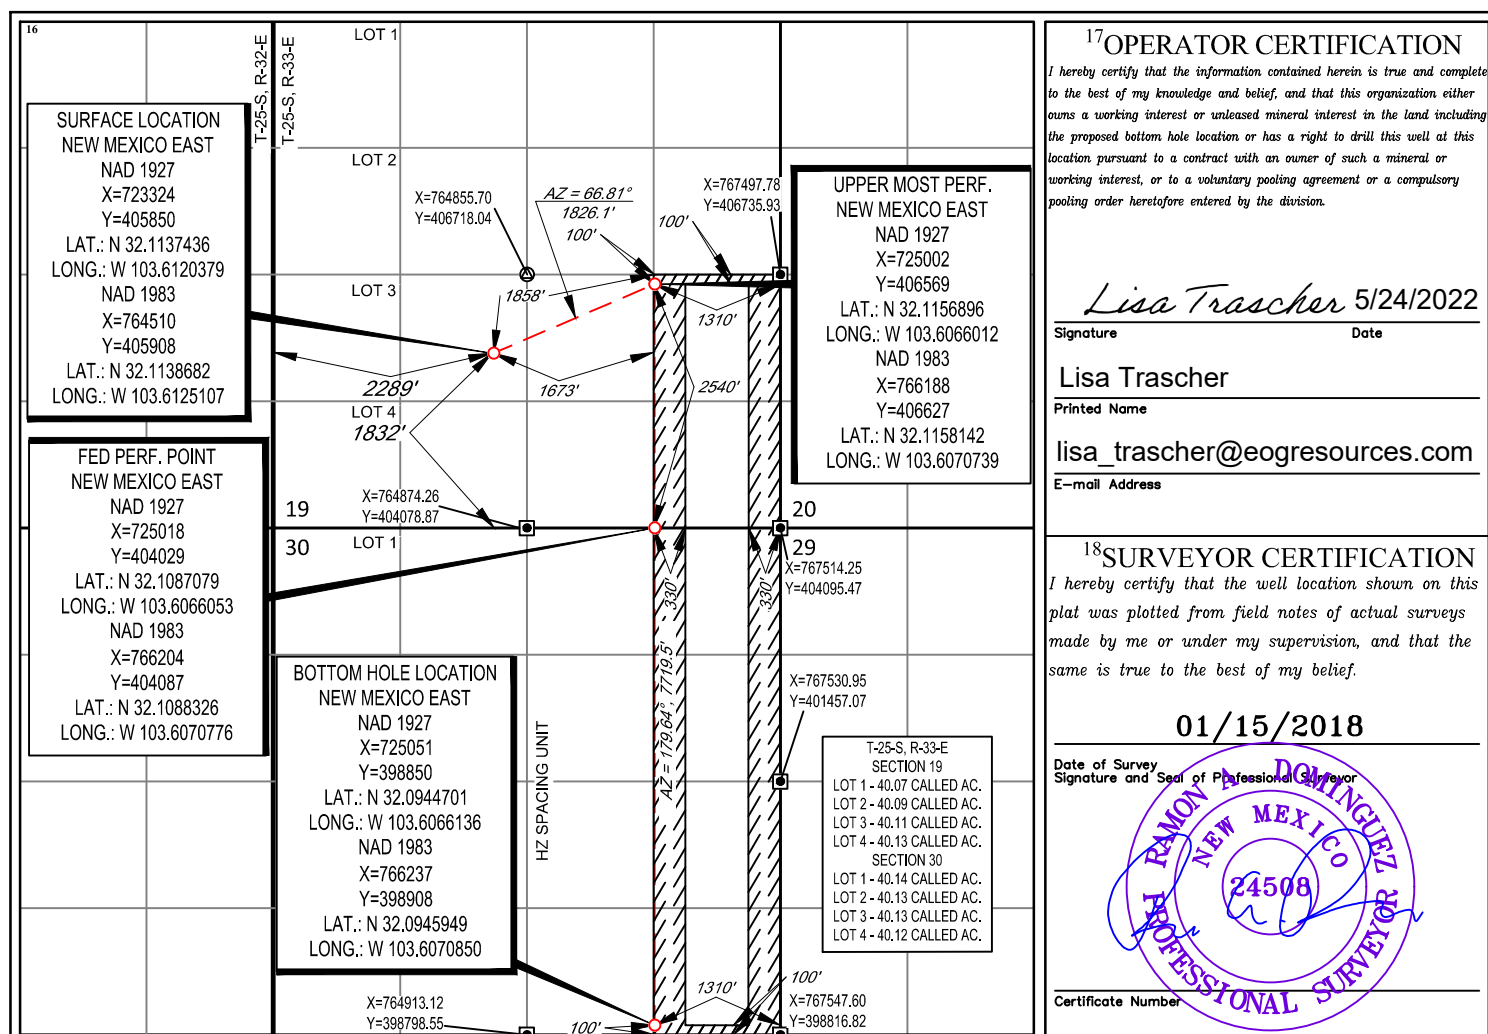 16
T-25-S, R-32-E
T-25-S, R-33-E
LOT 1
LOT 2
LOT 3
LOT 4
SURFACE LOCATION
NEW MEXICO EAST
NAD 1927
X=723324
Y=405850
LAT.: N 32.1137436
LONG.: W 103.6120379
NAD 1983
X=764510
Y=405908
LAT.: N 32.1138682
LONG.: W 103.6125107
X=764855.70
Y=406718.04
AZ = 66.81°
1826.1'
100'
100'
X=767497.78
Y=406735.93
UPPER MOST PERF.
NEW MEXICO EAST
NAD 1927
X=725002
Y=406569
LAT.: N 32.1156896
LONG.: W 103.6066012
NAD 1983
X=766188
Y=406627
LAT.: N 32.1158142
LONG.: W 103.6070739
1858'
1310'
2289'
1673'
2540'
1832'
FED PERF. POINT
NEW MEXICO EAST
NAD 1927
X=725018
Y=404029
LAT.: N 32.1087079
LONG.: W 103.6066053
NAD 1983
X=766204
Y=404087
LAT.: N 32.1088326
LONG.: W 103.6070776
X=764874.26
Y=404078.87
19
20
30
29
LOT 1
X=767514.25
Y=404095.47
330'
330'
AZ = 179.64°, 7719.5'
X=767530.95
Y=401457.07
BOTTOM HOLE LOCATION
NEW MEXICO EAST
NAD 1927
X=725051
Y=398850
LAT.: N 32.0944701
LONG.: W 103.6066136
NAD 1983
X=766237
Y=398908
LAT.: N 32.0945949
LONG.: W 103.6070850
HZ SPACING UNIT
T-25-S, R-33-E
SECTION 19
LOT 1 - 40.07 CALLED AC.
LOT 2 - 40.09 CALLED AC.
LOT 3 - 40.11 CALLED AC.
LOT 4 - 40.13 CALLED AC.
SECTION 30
LOT 1 - 40.14 CALLED AC.
LOT 2 - 40.13 CALLED AC.
LOT 3 - 40.13 CALLED AC.
LOT 4 - 40.12 CALLED AC.
X=764913.12
Y=398798.55
100'
1310'
100'
X=767547.60
Y=398816.82
17OPERATOR CERTIFICATION
I hereby certify that the information contained herein is true and complete
to the best of my knowledge and belief, and that this organization either
owns a working interest or unleased mineral interest in the land including
the proposed bottom hole location or has a right to drill this well at this
location pursuant to a contract with an owner of such a mineral or
working interest, or to a voluntary pooling agreement or a compulsory
pooling order heretofore entered by the division.
Lisa Trascher 5/24/2022
Signature Date
Lisa Trascher
Printed Name
lisa_trascher@eogresources.com
E-mail Address
18SURVEYOR CERTIFICATION
I hereby certify that the well location shown on this
plat was plotted from field notes of actual surveys
made by me or under my supervision, and that the
same is true to the best of my belief.
01/15/2018
Date of Survey
Signature and Seal of Professional Surveyor
RAMON A. DOMINGUEZ
NEW MEXICO
24508
PROFESSIONAL SURVEYOR
Certificate Number